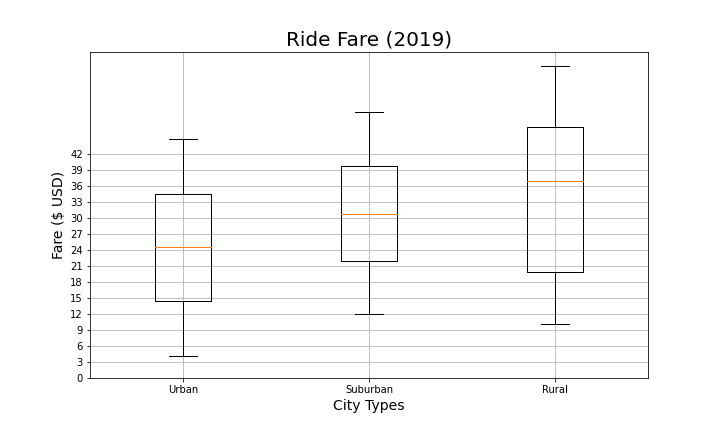 Ride Fare (2019)
Fare ($ USD)
42
39
36
33
30
27
24
21
18
15
12
9
6
3
0
Urban
Suburban
Rural
City Types